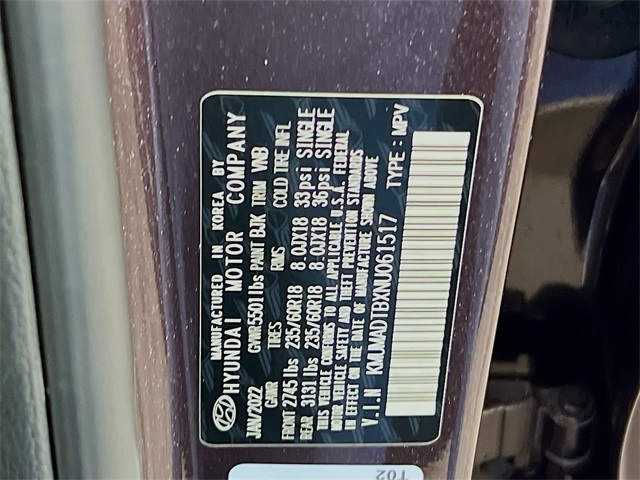 MANUFACTURED IN KOREA BY
HYUNDAI MOTOR COMPANY
JAN/2022 GVWR 5501lbs PAINT BJK TRIM VNB
GAWR TIRES RIMS COLD TIRE INFL
FRONT 2745 lbs 235/60R18 8.0JX18 33psi SINGLE
REAR 3131 lbs 235/60R18 8.0JX18 36psi SINGLE
THIS VEHICLE CONFORMS TO ALL APPLICABLE U.S.A. FEDERAL
MOTOR VEHICLE SAFETY AND THEFT PREVENTION STANDARDS
IN EFFECT ON THE DATE OF MANUFACTURE SHOWN ABOVE
V.I.N KMUMADTBXNU061517 TYPE : MPV
T02